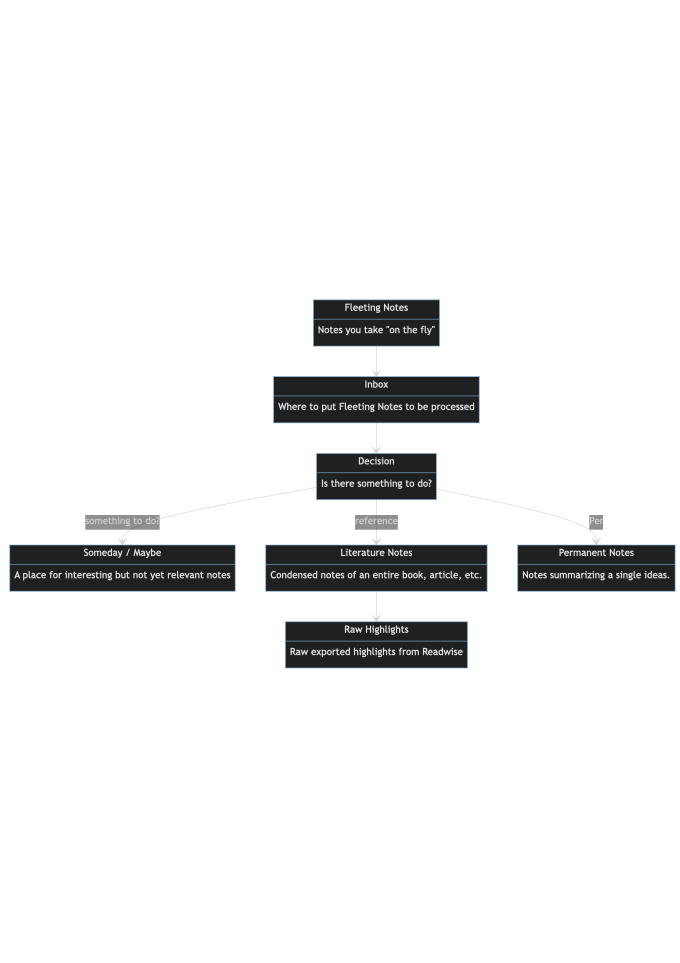 Fleeting Notes
Notes you take "on the fly"
Inbox
Where to put Fleeting Notes to be processed
Decision
Is there something to do?
something to do?
reference
Per
Someday / Maybe
A place for interesting but not yet relevant notes
Literature Notes
Condensed notes of an entire book, article, etc.
Permanent Notes
Notes summarizing a single ideas.
Raw Highlights
Raw exported highlights from Readwise